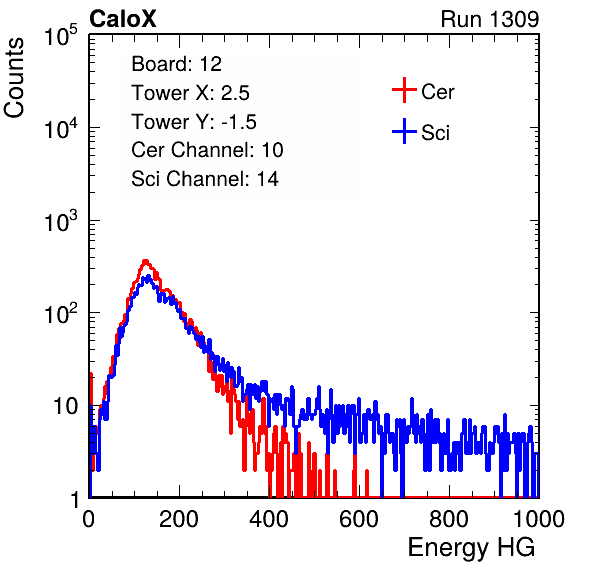 CaloX Run 1309
Counts
10^5
10^4
10^3
10^2
10
1
Board: 12
Tower X: 2.5
Tower Y: -1.5
Cer Channel: 10
Sci Channel: 14
Cer
Sci
0 200 400 600 800 1000
Energy HG